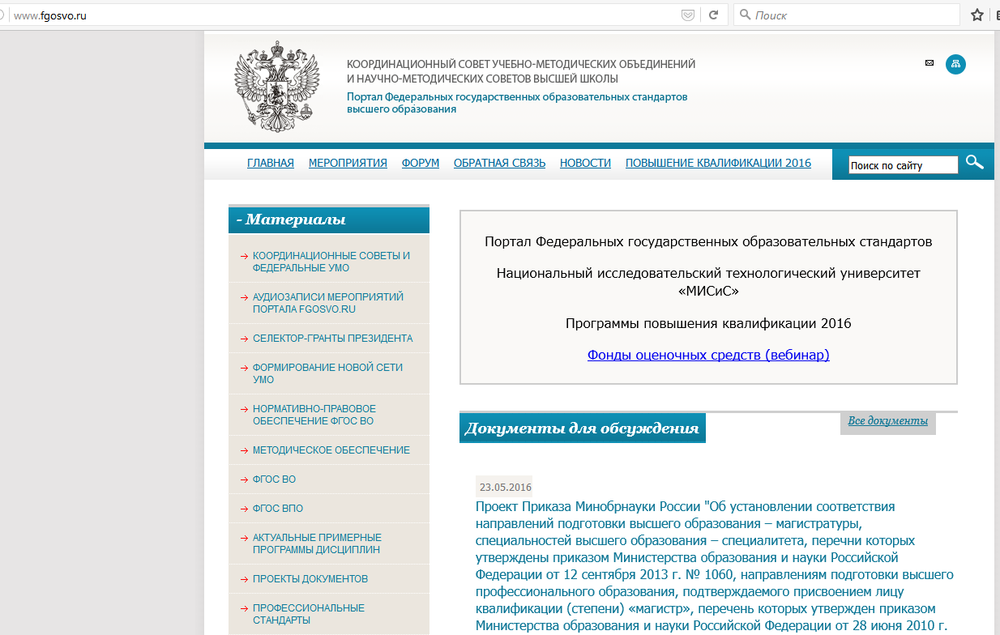 www.fgosvo.ru
Поиск
КООРДИНАЦИОННЫЙ СОВЕТ УЧЕБНО-МЕТОДИЧЕСКИХ ОБЪЕДИНЕНИЙ
И НАУЧНО-МЕТОДИЧЕСКИХ СОВЕТОВ ВЫСШЕЙ ШКОЛЫ
Портал Федеральных государственных образовательных стандартов
высшего образования
ГЛАВНАЯ МЕРОПРИЯТИЯ ФОРУМ ОБРАТНАЯ СВЯЗЬ НОВОСТИ ПОВЫШЕНИЕ КВАЛИФИКАЦИИ 2016
Поиск по сайту
- Материалы
КООРДИНАЦИОННЫЕ СОВЕТЫ И
ФЕДЕРАЛЬНЫЕ УМО
АУДИОЗАПИСИ МЕРОПРИЯТИЙ
ПОРТАЛА FGOSVO.RU
СЕЛЕКТОР-ГРАНТЫ ПРЕЗИДЕНТА
ФОРМИРОВАНИЕ НОВОЙ СЕТИ
УМО
НОРМАТИВНО-ПРАВОВОЕ
ОБЕСПЕЧЕНИЕ ФГОС ВО
МЕТОДИЧЕСКОЕ ОБЕСПЕЧЕНИЕ
ФГОС ВО
ФГОС ВПО
АКТУАЛЬНЫЕ ПРИМЕРНЫЕ
ПРОГРАММЫ ДИСЦИПЛИН
ПРОЕКТЫ ДОКУМЕНТОВ
ПРОФЕССИОНАЛЬНЫЕ
СТАНДАРТЫ
Портал Федеральных государственных образовательных стандартов
Национальный исследовательский технологический университет
«МИСиС»
Программы повышения квалификации 2016
Фонды оценочных средств (вебинар)
Документы для обсуждения
Все документы
23.05.2016
Проект Приказа Минобрнауки России "Об установлении соответствия
направлений подготовки высшего образования – магистратуры,
специальностей высшего образования – специалитета, перечни которых
утверждены приказом Министерства образования и науки Российской
Федерации от 12 сентября 2013 г. № 1060, направлениям подготовки высшего
профессионального образования, подтверждаемого присвоением лицу
квалификации (степени) «магистр», перечень которых утвержден приказом
Министерства образования и науки Российской Федерации от 28 июня 2010 г.